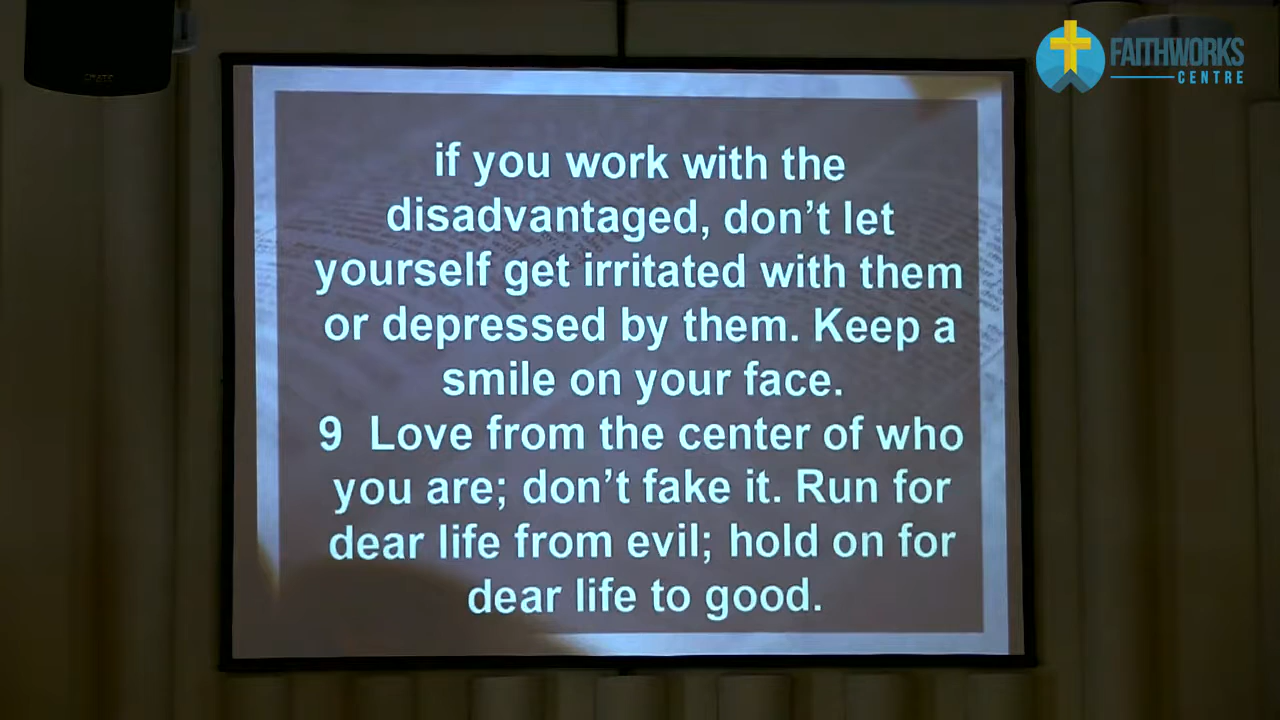 FAITHWORKS
CENTRE
if you work with the
disadvantaged, don't let
yourself get irritated with them
or depressed by them. Keep a
smile on your face.
9 Love from the center of who
you are; don't fake it. Run for
dear life from evil; hold on for
dear life to good.